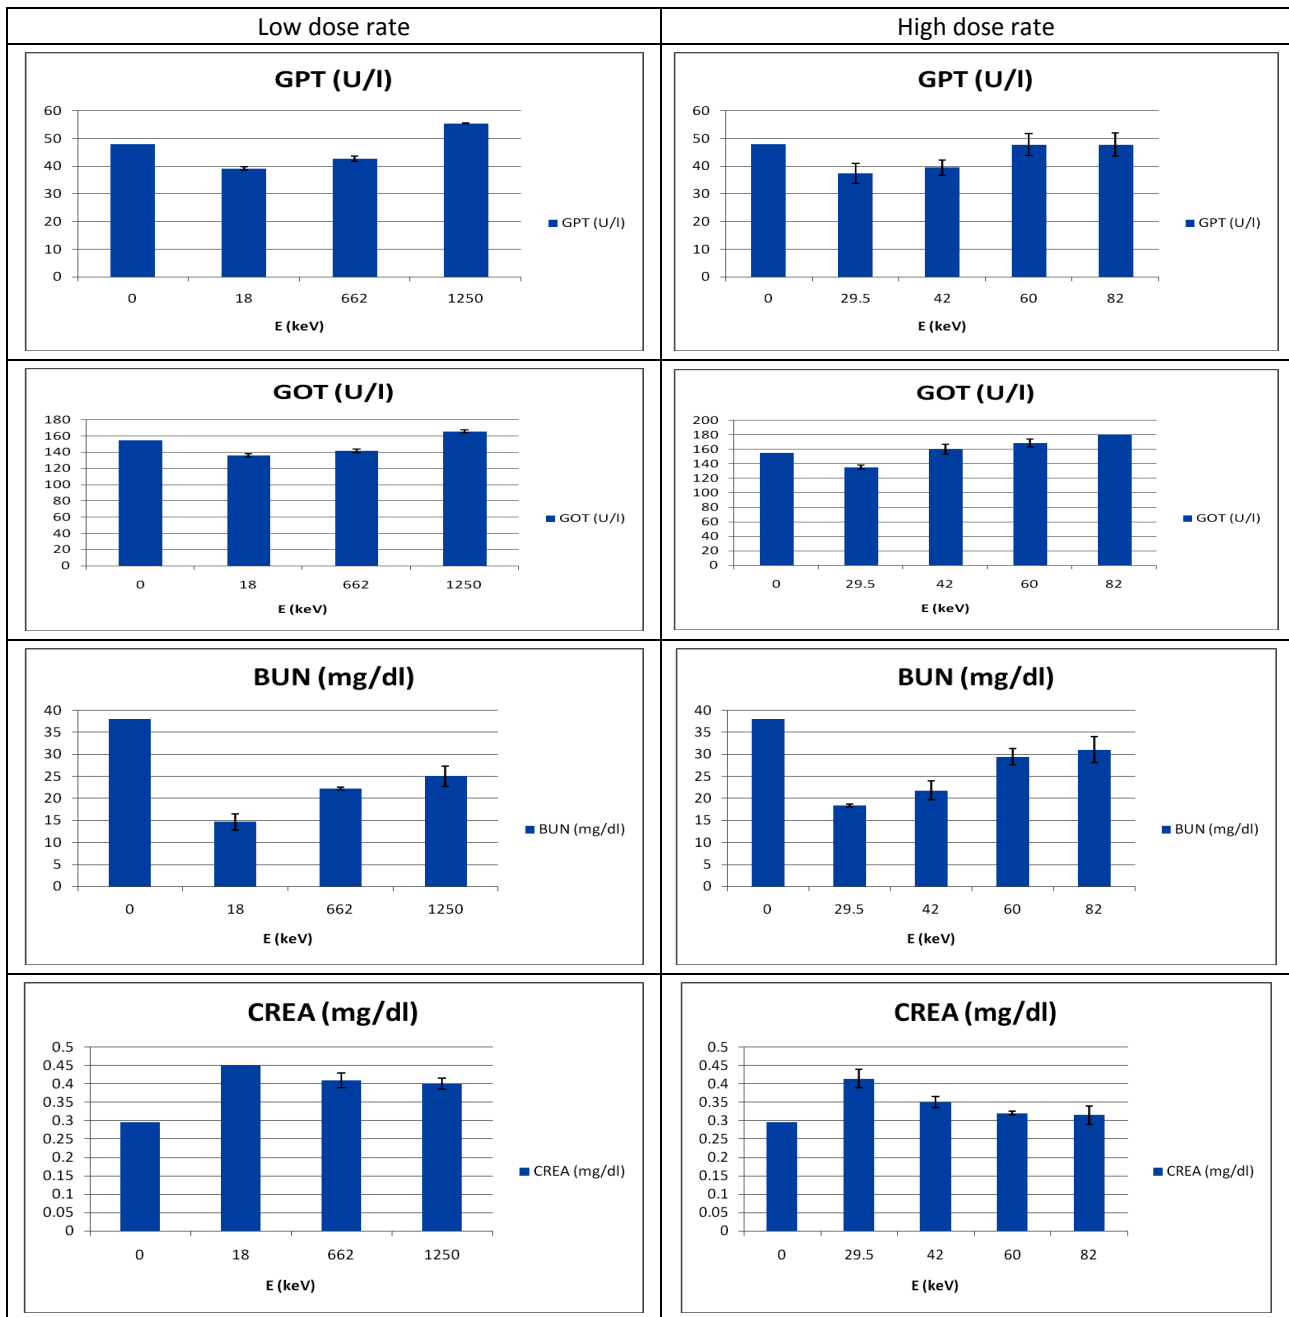 Low dose rate
High dose rate
GPT (U/l)
60
50
40
30
20
10
0
0 18 662 1250
E (keV)
GPT (U/l)
GPT (U/l)
60
50
40
30
20
10
0
0 29.5 42 60 82
E (keV)
GPT (U/l)
GOT (U/l)
180
160
140
120
100
80
60
40
20
0
0 18 662 1250
E (keV)
GOT (U/l)
GOT (U/l)
200
180
160
140
120
100
80
60
40
20
0
0 29.5 42 60 82
E (keV)
GOT (U/l)
BUN (mg/dl)
40
35
30
25
20
15
10
5
0
0 18 662 1250
E (keV)
BUN (mg/dl)
BUN (mg/dl)
40
35
30
25
20
15
10
5
0
0 29.5 42 60 82
E (keV)
BUN (mg/dl)
CREA (mg/dl)
0.5
0.45
0.4
0.35
0.3
0.25
0.2
0.15
0.1
0.05
0
0 18 662 1250
E (keV)
CREA (mg/dl)
CREA (mg/dl)
0.5
0.45
0.4
0.35
0.3
0.25
0.2
0.15
0.1
0.05
0
0 29.5 42 60 82
E (keV)
CREA (mg/dl)